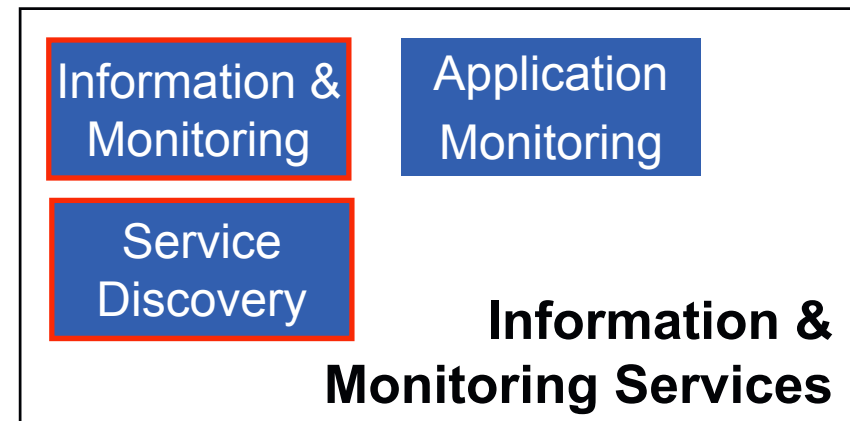 Information &
Monitoring
Application
Monitoring
Service
Discovery
Information &
Monitoring Services